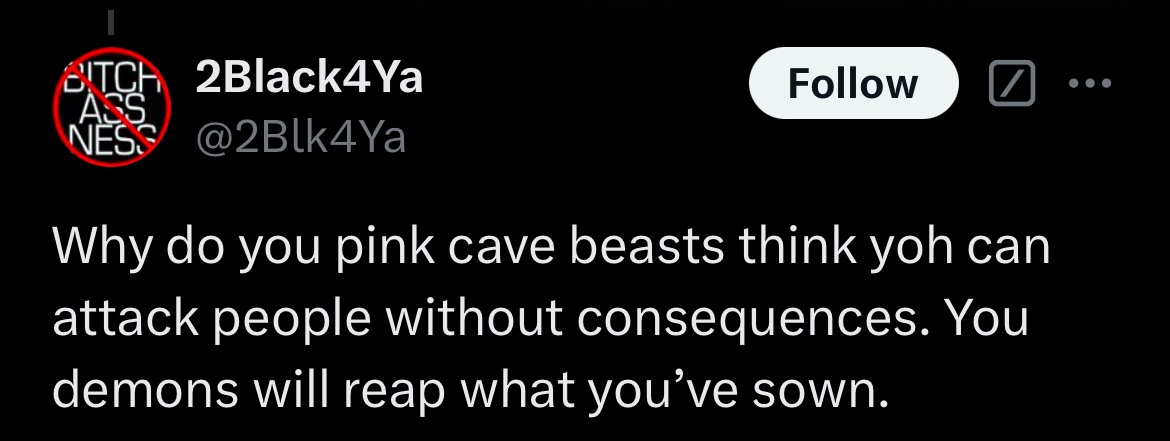 BITCH
ASS
NESS
2Black4Ya
@2Blk4Ya
Follow
Why do you pink cave beasts think yoh can
attack people without consequences. You
demons will reap what you’ve sown.